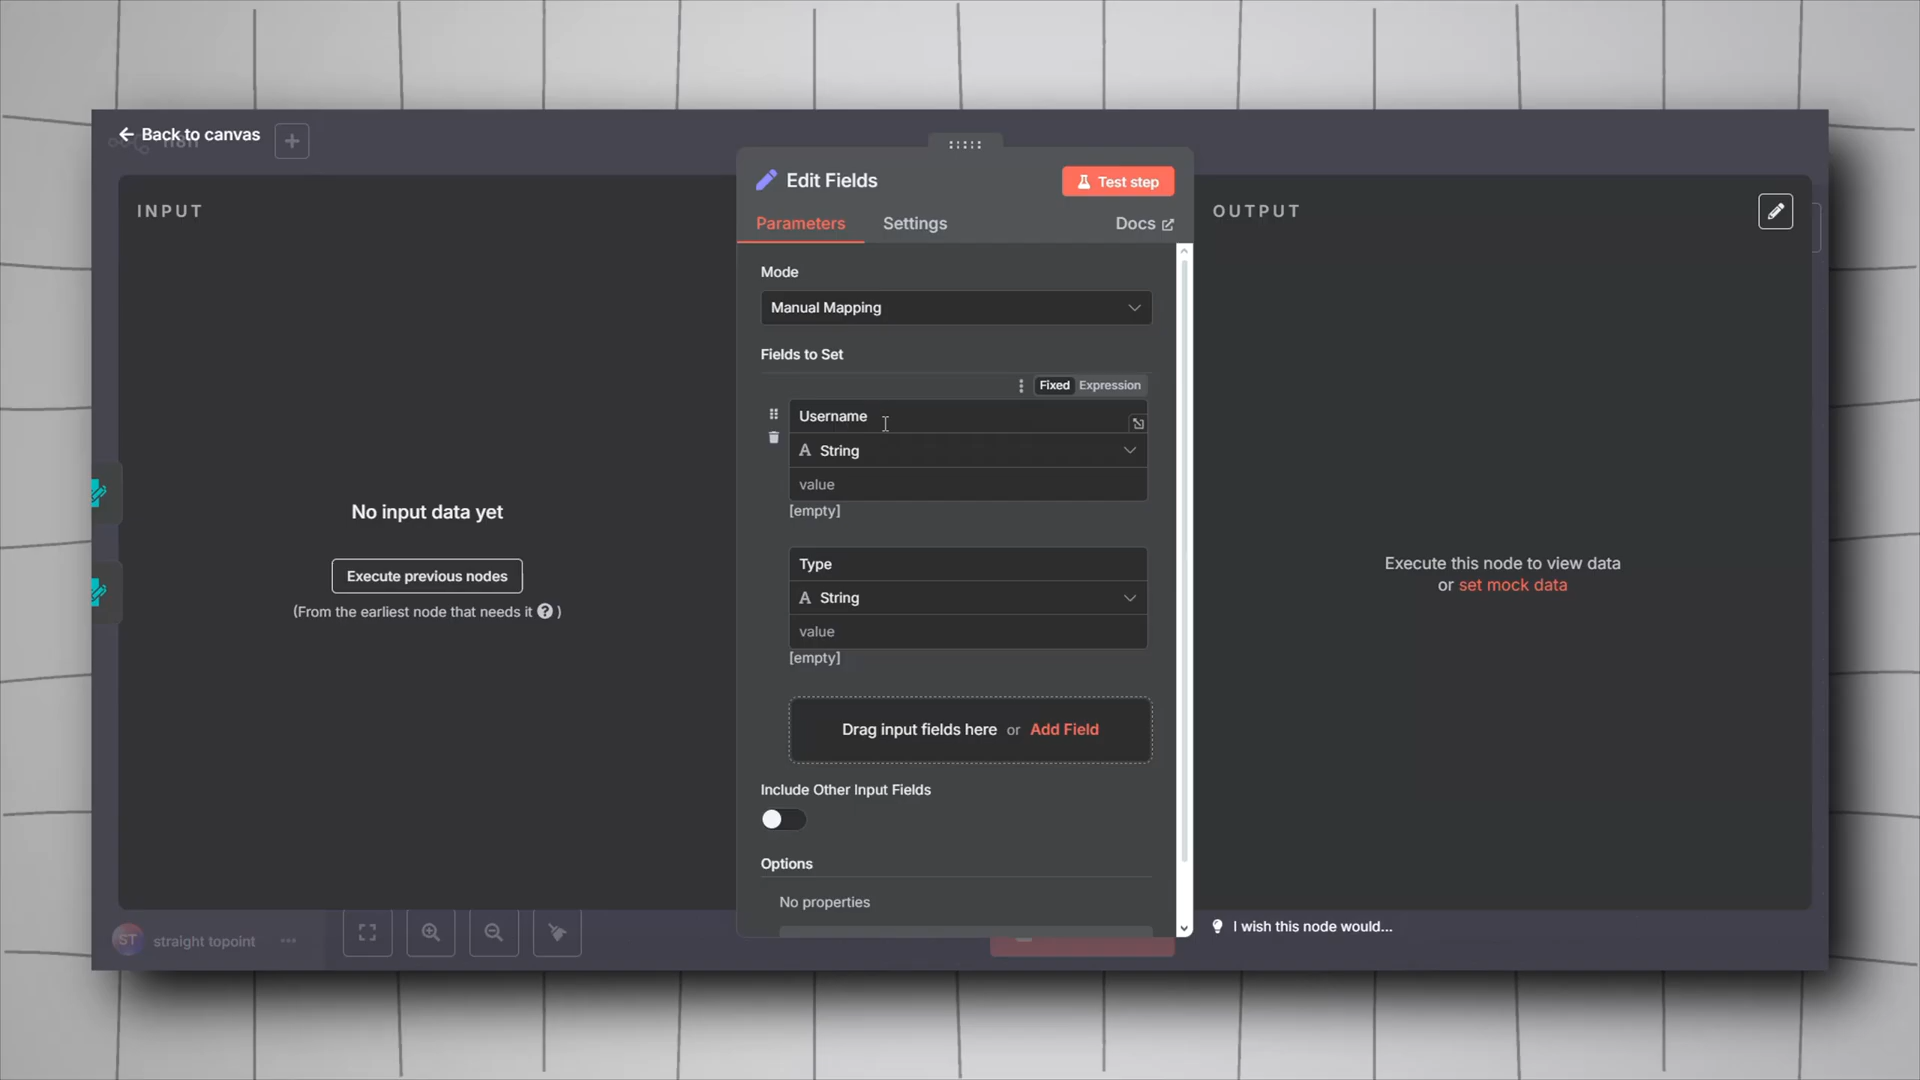 Back to canvas
n8n
INPUT
No input data yet
Execute previous nodes
(From the earliest node that needs it ? )
Edit Fields
Test step
Parameters
Settings
Docs
Mode
Manual Mapping
Fields to Set
Fixed Expression
Username
A String
value
[empty]
Type
A String
value
[empty]
Drag input fields here or Add Field
Include Other Input Fields
Options
No properties
OUTPUT
Execute this node to view data
or set mock data
I wish this node would...
ST straight topoint